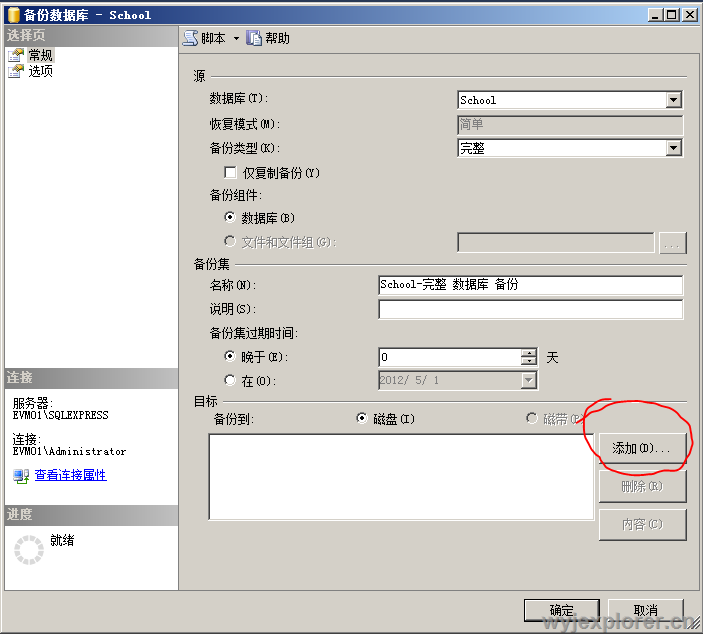 备份数据库 - School
选择页
常规
选项
脚本
帮助
源
数据库(T):
School
恢复模式(M):
简单
备份类型(K):
完整
仅复制备份(Y)
备份组件:
数据库(B)
文件和文件组(G):
...
备份集
名称(N):
School-完整 数据库 备份
说明(S):
备份集过期时间:
晚于(E):
0
天
在(O):
2012/ 5/ 1
目标
备份到:
磁盘(I)
磁带(P)
添加(D)...
删除(R)
内容(C)
连接
服务器:
EVM01\SQLEXPRESS
连接:
EVM01\Administrator
查看连接属性
进度
就绪
确定
取消
wyjexplorer.cn